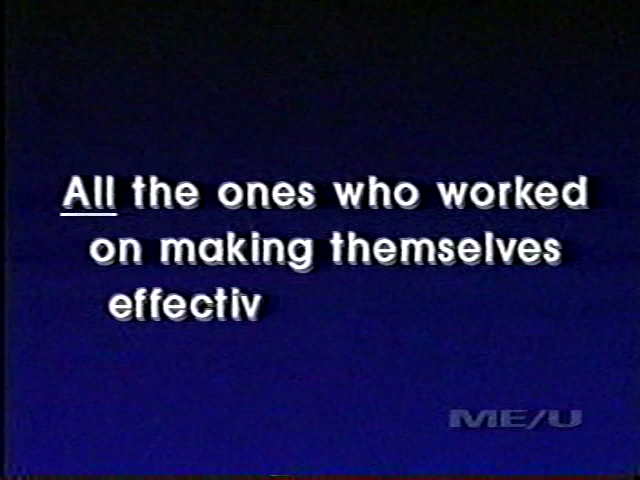 All the ones who worked
on making themselves
effectiv
ME/U